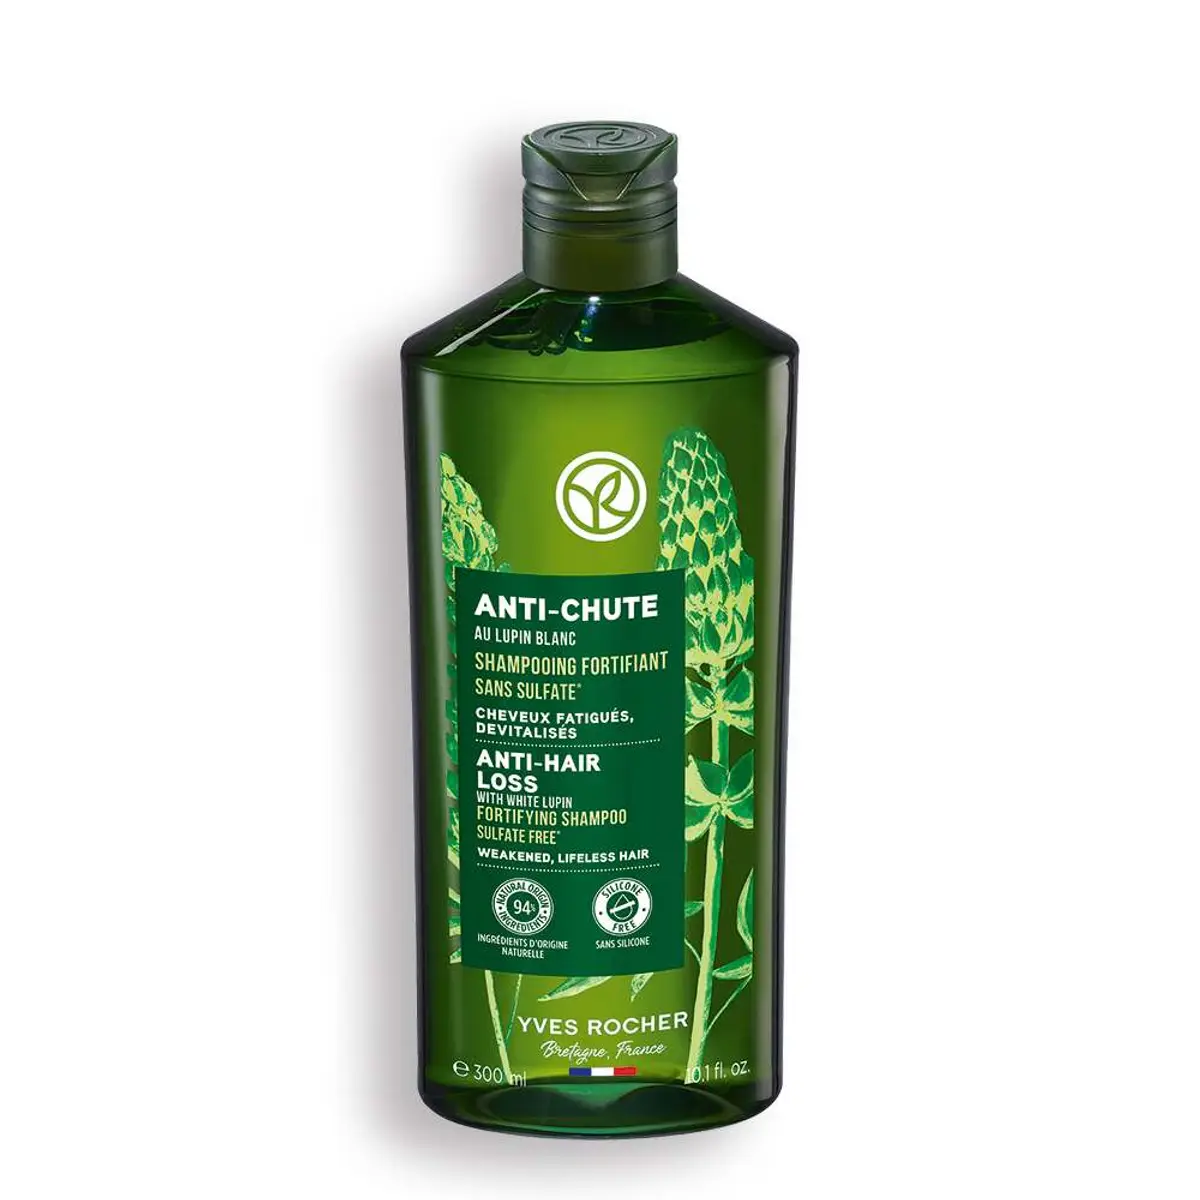 ANTI-CHUTE
AU LUPIN BLANC
SHAMPOOING FORTIFIANT
SANS SULFATE*
CHEVEUX FATIGUÉS,
DEVITALISÉS
ANTI-HAIR
LOSS
WITH WHITE LUPIN
FORTIFYING SHAMPOO
SULFATE FREE*
WEAKENED, LIFELESS HAIR
NATURAL ORIGIN
94%
INGREDIENTS
INGRÉDIENTS D'ORIGINE
NATURELLE
SILICONE
FREE
SANS SILICONE
YVES ROCHER
Bretagne, France
℮ 300 ml
10.1 fl. oz.